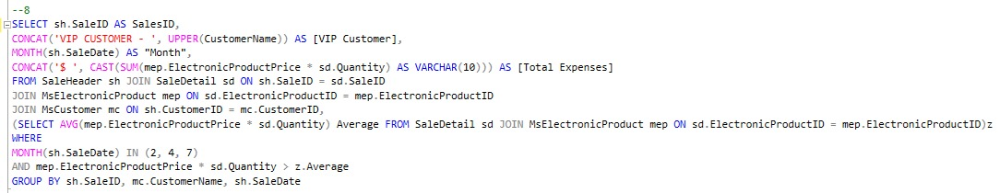 --8
SELECT sh.SaleID AS SalesID,
CONCAT('VIP CUSTOMER - ', UPPER(CustomerName)) AS [VIP Customer],
MONTH(sh.SaleDate) AS "Month",
CONCAT('$ ', CAST(SUM(mep.ElectronicProductPrice * sd.Quantity) AS VARCHAR(10))) AS [Total Expenses]
FROM SaleHeader sh JOIN SaleDetail sd ON sh.SaleID = sd.SaleID
JOIN MsElectronicProduct mep ON sd.ElectronicProductID = mep.ElectronicProductID
JOIN MsCustomer mc ON sh.CustomerID = mc.CustomerID,
(SELECT AVG(mep.ElectronicProductPrice * sd.Quantity) Average FROM SaleDetail sd JOIN MsElectronicProduct mep ON sd.ElectronicProductID = mep.ElectronicProductID)z
WHERE
MONTH(sh.SaleDate) IN (2, 4, 7)
AND mep.ElectronicProductPrice * sd.Quantity > z.Average
GROUP BY sh.SaleID, mc.CustomerName, sh.SaleDate